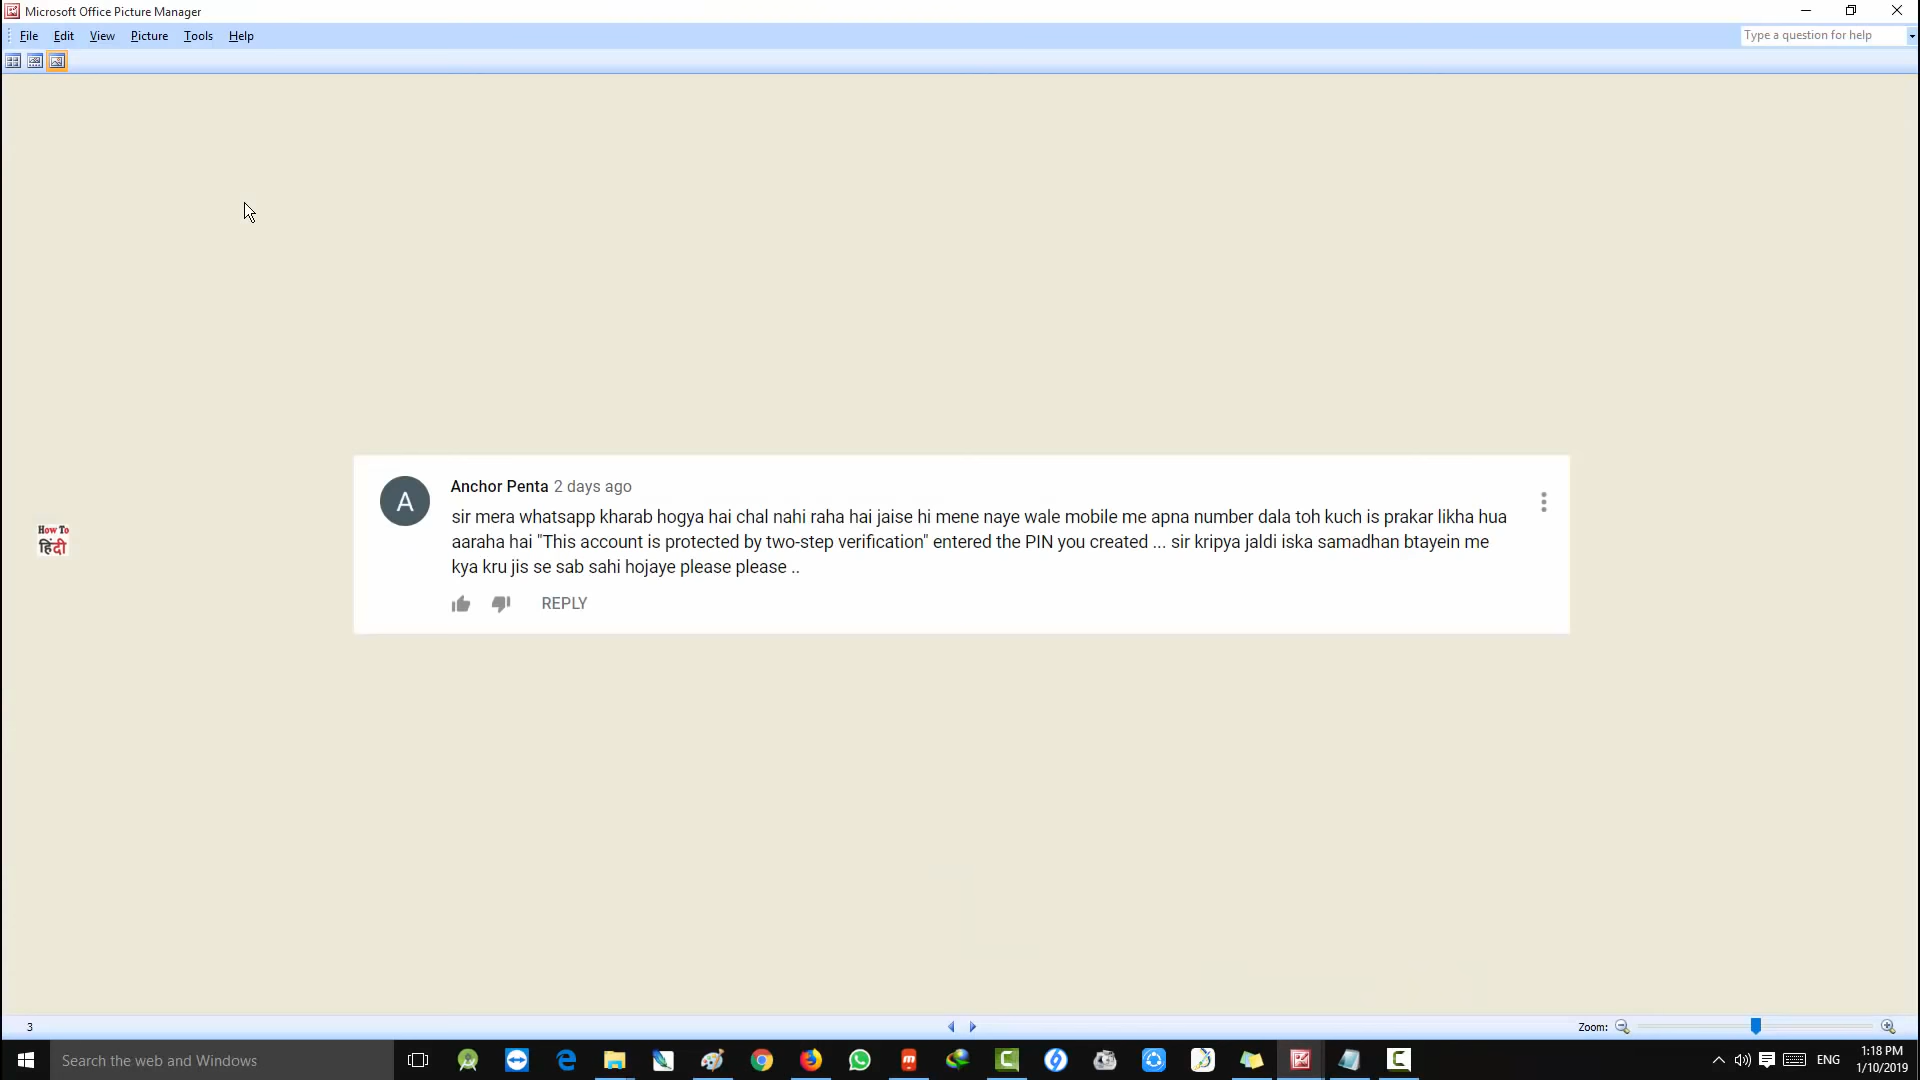 Microsoft Office Picture Manager
File Edit View Picture Tools Help
Type a question for help
Anchor Penta 2 days ago
A
sir mera whatsapp kharab hogya hai chal nahi raha hai jaise hi mene naye wale mobile me apna number dala toh kuch is prakar likha hua
aaraha hai "This account is protected by two-step verification" entered the PIN you created ... sir kripya jaldi iska samadhan btayein me
kya kru jis se sab sahi hojaye please please ..
REPLY
How To
हिंदी
3
Zoom:
Search the web and Windows
ENG
1:18 PM
1/10/2019